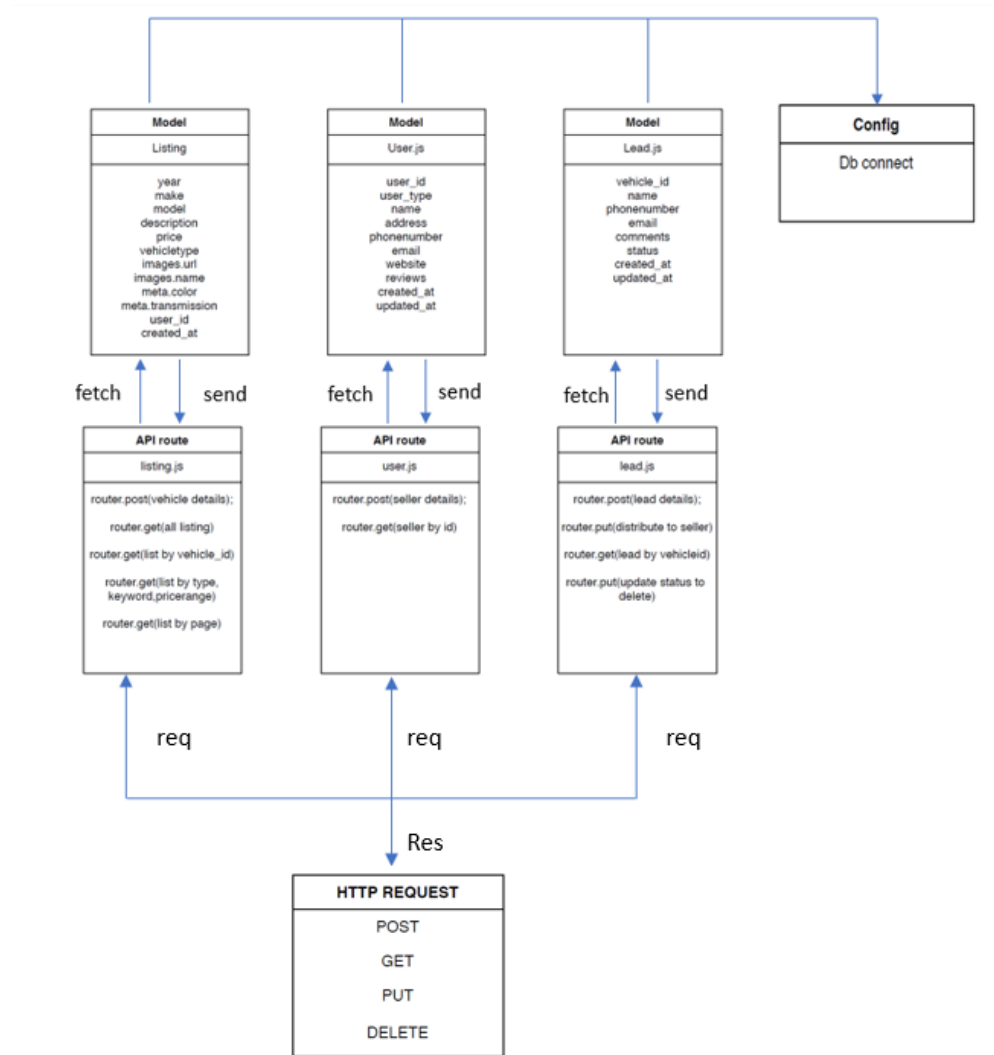 Model
Listing
year
make
model
description
price
vehicletype
images.url
images.name
meta.color
meta.transmission
user_id
created_at
Model
User.js
user_id
user_type
name
address
phonenumber
email
website
reviews
created_at
updated_at
Model
Lead.js
vehicle_id
name
phonenumber
email
comments
status
created_at
updated_at
Config
Db connect
fetch
send
fetch
send
fetch
send
API route
listing.js
router.post(vehicle details);
router.get(all listing)
router.get(list by vehicle_id)
router.get(list by type,
keyword,pricerange)
router.get(list by page)
API route
user.js
router.post(seller details);
router.get(seller by id)
API route
lead.js
router.post(lead details);
router.put(distribute to seller)
router.get(lead by vehicleid)
router.put(update status to
delete)
req
req
req
Res
HTTP REQUEST
POST
GET
PUT
DELETE